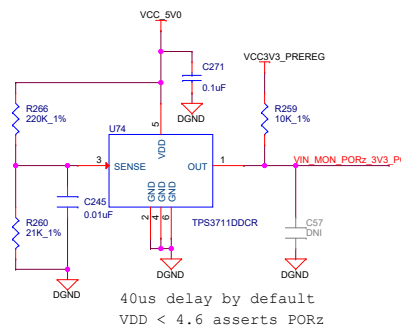 VCC_5V0
C271
0.1uF
DGND
VCC3V3_PREREG
R266
220K_1%
R259
10K_1%
U74
5
VDD
3
SENSE
OUT
1
VIN_MON_PORz_3V3_P
GND
GND
GND
2
4
6
TPS3711DDCR
C245
0.01uF
R260
21K_1%
C57
DNI
DGND
DGND
DGND
DGND
40us delay by default
VDD < 4.6 asserts PORz